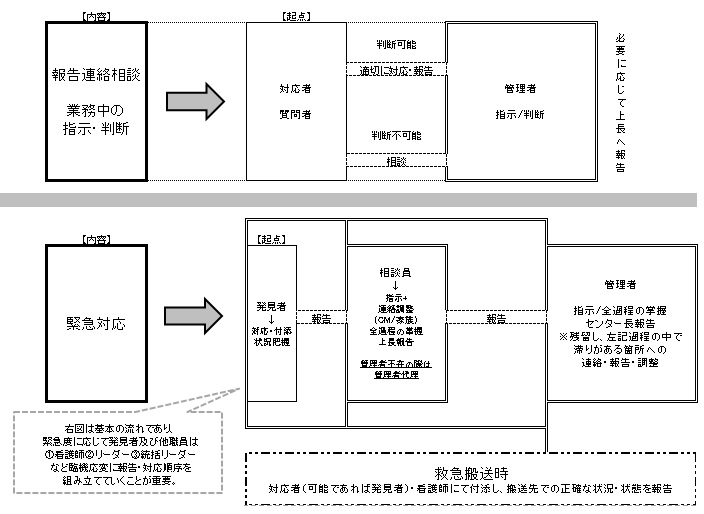 【内容】
報告連絡相談
業務中の
指示・判断
【起点】
対応者
質問者
判断可能
適切に対応・報告
判断不可能
相談
管理者
指示/判断
必要に応じて上長へ報告
【内容】
緊急対応
【起点】
発見者
↓
対応・付添
状況把握
報告
相談員
↓
指示+
連絡調整
(CM/家族)
全過程の掌握
上長報告
管理者不在の際は
管理者代理
報告
管理者
指示/全過程の掌握
センター長報告
※残留し、左記過程の中で
滞りがある箇所への
連絡・報告・調整
右図は基本の流れであり、
緊急度に応じて発見者及び他職員は
①看護師②リーダー③統括リーダー
など臨機応変に報告・対応順序を
組み立てていくことが重要。
救急搬送時
対応者(可能であれば発見者)・看護師にて付添し、搬送先での正確な状況・状態を報告